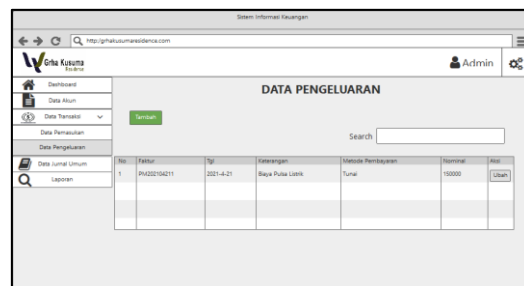 Sistem Informasi Keuangan
http://grhakusumaresidence.com
Grha Kusuma
Residence
Admin
Dashboard
Data Akun
Data Transaksi
Data Pemasukan
Data Pengeluaran
Data Jurnal Umum
Laporan
DATA PENGELUARAN
Tambah
Search
No Faktur Tgl Keterangan Metode Pembayaran Nominal Aksi
1 PM202104211 2021-4-21 Biaya Pulsa Listrik Tunai 150000 Ubah